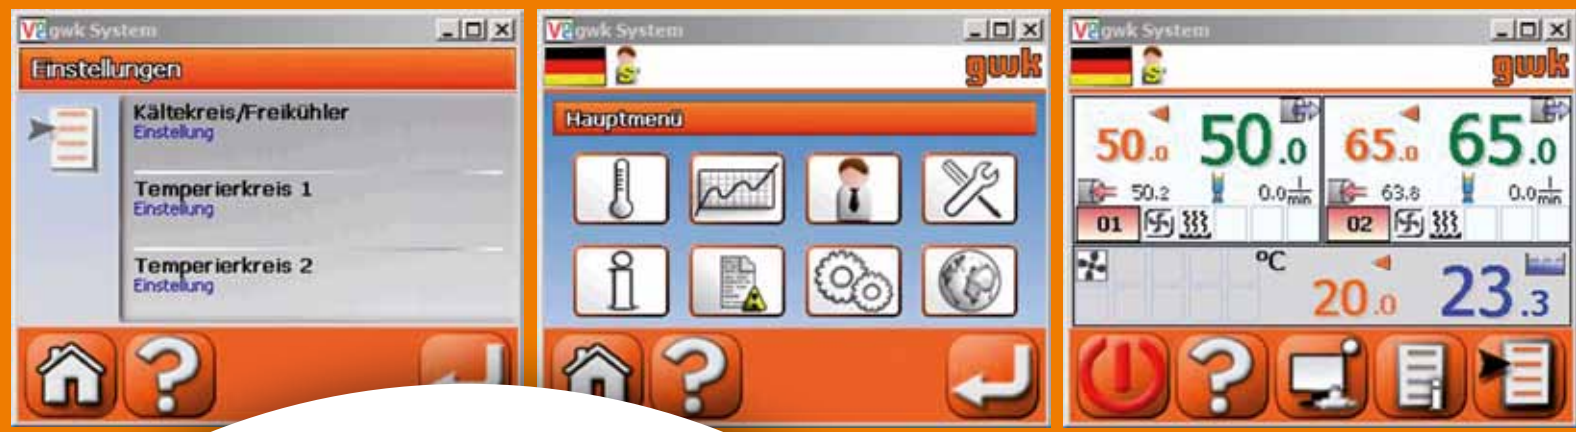 gwk System
Einstellungen
Kältekreis/Freikühler
Einstellung
Temperierkreis 1
Einstellung
Temperierkreis 2
Einstellung
gwk System
gwk
Hauptmenü
gwk System
gwk
50.0 50.0
50.2 0.0 l/min
01
65.0 65.0
63.8 0.0 l/min
02
°C
20.0 23.3